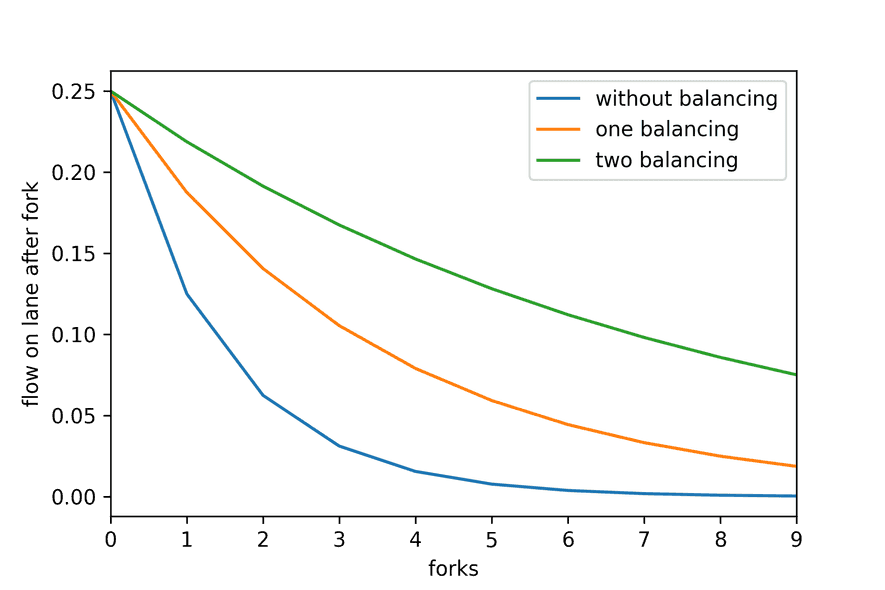 without balancing
one balancing
two balancing
flow on lane after fork
0.25
0.20
0.15
0.10
0.05
0.00
0 1 2 3 4 5 6 7 8 9
forks